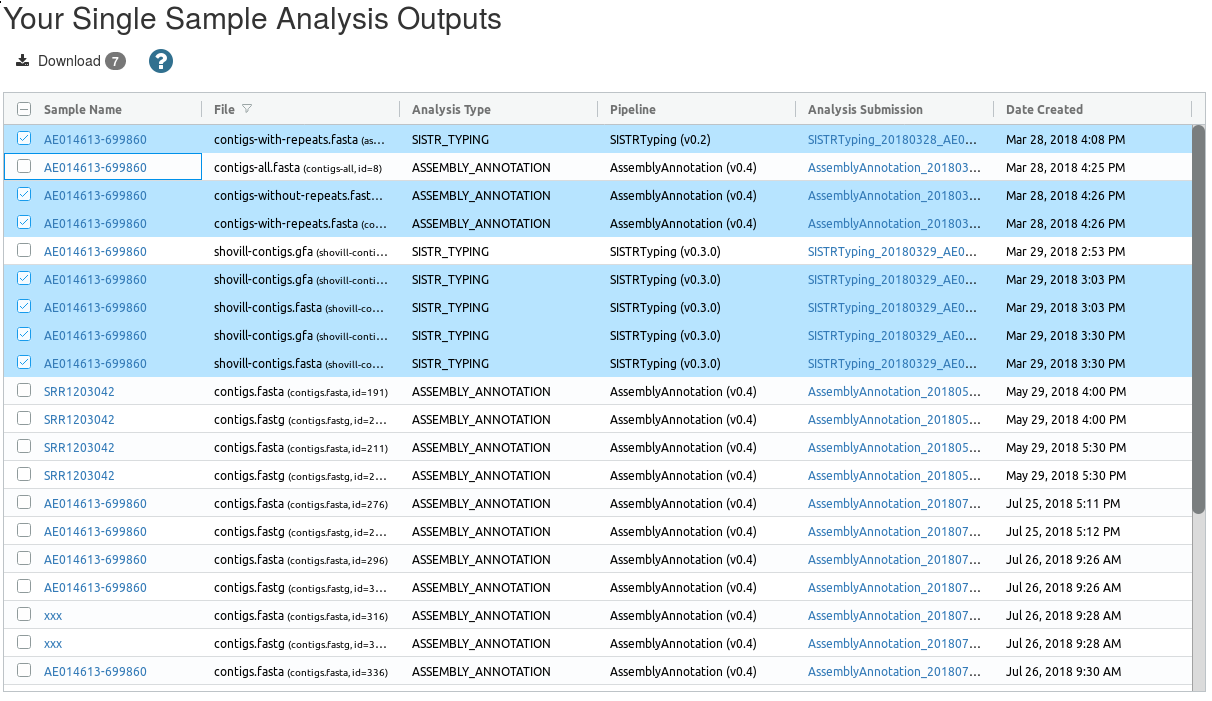 Your Single Sample Analysis Outputs
Download 7 ?
Sample Name File Analysis Type Pipeline Analysis Submission Date Created
AE014613-699860 contigs-with-repeats.fasta (as... SISTR_TYPING SISTRTyping (v0.2) SISTRTyping_20180328_AE0... Mar 28, 2018 4:08 PM
AE014613-699860 contigs-all.fasta (contigs-all, id=8) ASSEMBLY_ANNOTATION AssemblyAnnotation (v0.4) AssemblyAnnotation_201803... Mar 28, 2018 4:25 PM
AE014613-699860 contigs-without-repeats.fast... ASSEMBLY_ANNOTATION AssemblyAnnotation (v0.4) AssemblyAnnotation_201803... Mar 28, 2018 4:26 PM
AE014613-699860 contigs-with-repeats.fasta (co... ASSEMBLY_ANNOTATION AssemblyAnnotation (v0.4) AssemblyAnnotation_201803... Mar 28, 2018 4:26 PM
AE014613-699860 shovill-contigs.gfa (shovill-conti... SISTR_TYPING SISTRTyping (v0.3.0) SISTRTyping_20180329_AE0... Mar 29, 2018 2:53 PM
AE014613-699860 shovill-contigs.gfa (shovill-conti... SISTR_TYPING SISTRTyping (v0.3.0) SISTRTyping_20180329_AE0... Mar 29, 2018 3:03 PM
AE014613-699860 shovill-contigs.fasta (shovill-co... SISTR_TYPING SISTRTyping (v0.3.0) SISTRTyping_20180329_AE0... Mar 29, 2018 3:03 PM
AE014613-699860 shovill-contigs.gfa (shovill-conti... SISTR_TYPING SISTRTyping (v0.3.0) SISTRTyping_20180329_AE0... Mar 29, 2018 3:30 PM
AE014613-699860 shovill-contigs.fasta (shovill-co... SISTR_TYPING SISTRTyping (v0.3.0) SISTRTyping_20180329_AE0... Mar 29, 2018 3:30 PM
SRR1203042 contigs.fasta (contigs.fasta, id=191) ASSEMBLY_ANNOTATION AssemblyAnnotation (v0.4) AssemblyAnnotation_201805... May 29, 2018 4:00 PM
SRR1203042 contigs.fastg (contigs.fastg, id=2... ASSEMBLY_ANNOTATION AssemblyAnnotation (v0.4) AssemblyAnnotation_201805... May 29, 2018 4:00 PM
SRR1203042 contigs.fasta (contigs.fasta, id=211) ASSEMBLY_ANNOTATION AssemblyAnnotation (v0.4) AssemblyAnnotation_201805... May 29, 2018 5:30 PM
SRR1203042 contigs.fastg (contigs.fastg, id=2... ASSEMBLY_ANNOTATION AssemblyAnnotation (v0.4) AssemblyAnnotation_201805... May 29, 2018 5:30 PM
AE014613-699860 contigs.fasta (contigs.fasta, id=276) ASSEMBLY_ANNOTATION AssemblyAnnotation (v0.4) AssemblyAnnotation_201807... Jul 25, 2018 5:11 PM
AE014613-699860 contigs.fastg (contigs.fastg, id=2... ASSEMBLY_ANNOTATION AssemblyAnnotation (v0.4) AssemblyAnnotation_201807... Jul 25, 2018 5:12 PM
AE014613-699860 contigs.fasta (contigs.fasta, id=296) ASSEMBLY_ANNOTATION AssemblyAnnotation (v0.4) AssemblyAnnotation_201807... Jul 26, 2018 9:26 AM
AE014613-699860 contigs.fastg (contigs.fastg, id=3... ASSEMBLY_ANNOTATION AssemblyAnnotation (v0.4) AssemblyAnnotation_201807... Jul 26, 2018 9:26 AM
xxx contigs.fasta (contigs.fasta, id=316) ASSEMBLY_ANNOTATION AssemblyAnnotation (v0.4) AssemblyAnnotation_201807... Jul 26, 2018 9:28 AM
xxx contigs.fastg (contigs.fastg, id=3... ASSEMBLY_ANNOTATION AssemblyAnnotation (v0.4) AssemblyAnnotation_201807... Jul 26, 2018 9:28 AM
AE014613-699860 contigs.fasta (contigs.fasta, id=336) ASSEMBLY_ANNOTATION AssemblyAnnotation (v0.4) AssemblyAnnotation_201807... Jul 26, 2018 9:30 AM